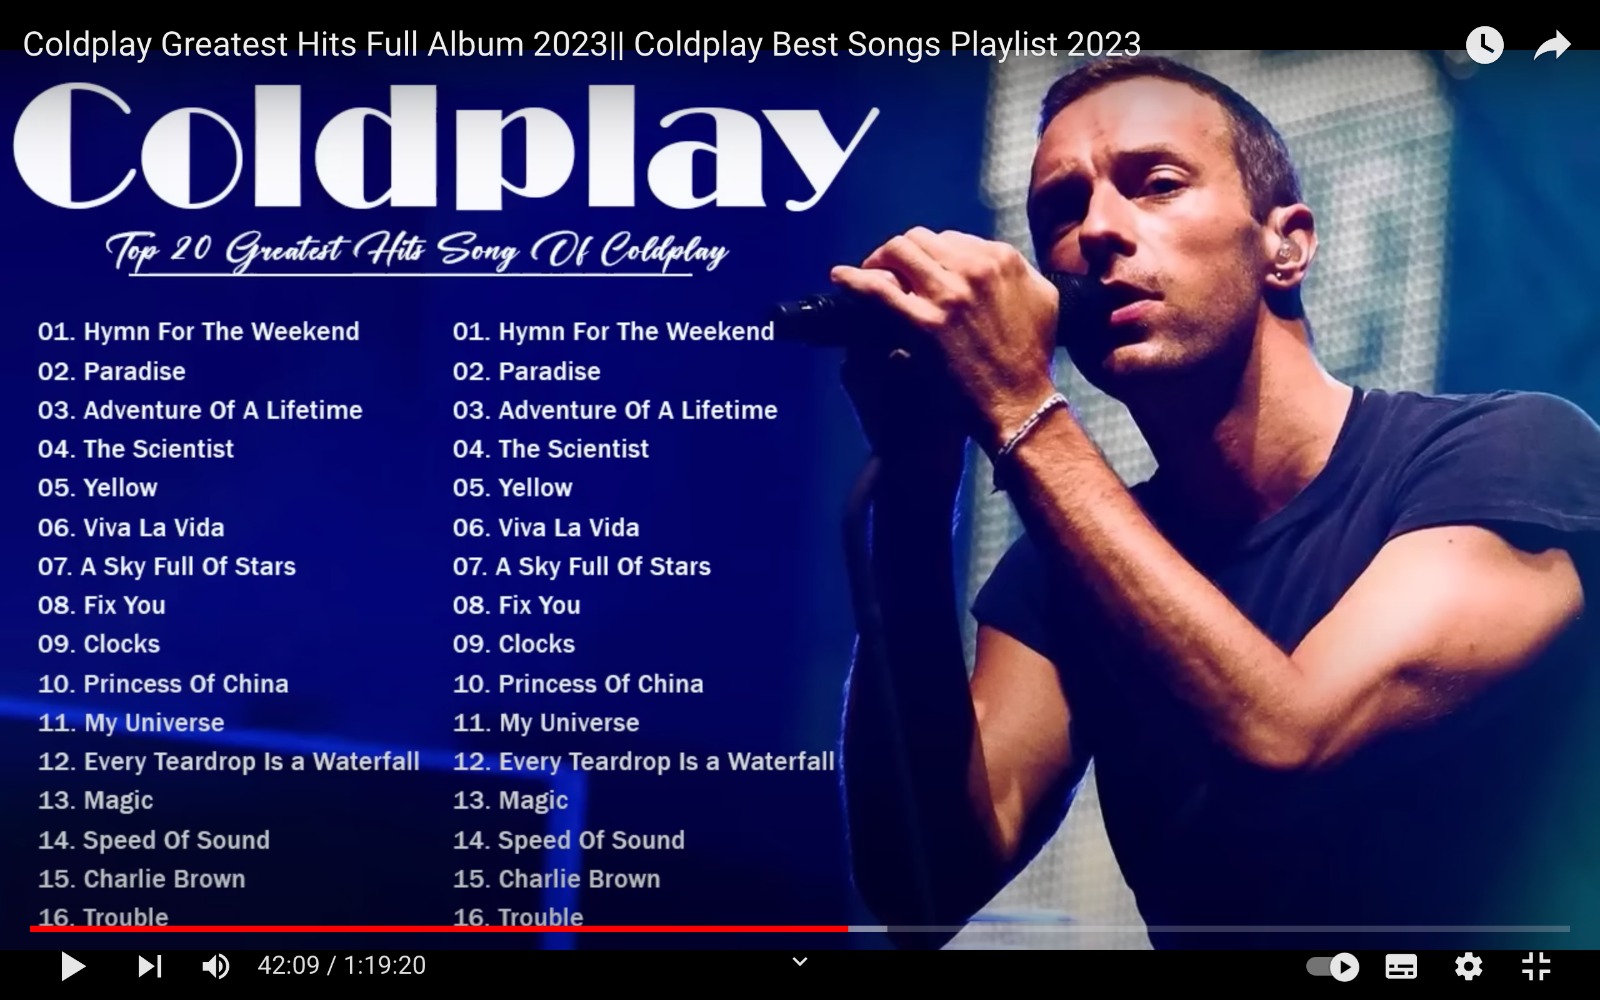 Coldplay Greatest Hits Full Album 2023|| Coldplay Best Songs Playlist 2023
Coldplay
Top 20 Greatest Hits Song Of Coldplay
01. Hymn For The Weekend
02. Paradise
03. Adventure Of A Lifetime
04. The Scientist
05. Yellow
06. Viva La Vida
07. A Sky Full Of Stars
08. Fix You
09. Clocks
10. Princess Of China
11. My Universe
12. Every Teardrop Is a Waterfall
13. Magic
14. Speed Of Sound
15. Charlie Brown
16. Trouble
01. Hymn For The Weekend
02. Paradise
03. Adventure Of A Lifetime
04. The Scientist
05. Yellow
06. Viva La Vida
07. A Sky Full Of Stars
08. Fix You
09. Clocks
10. Princess Of China
11. My Universe
12. Every Teardrop Is a Waterfall
13. Magic
14. Speed Of Sound
15. Charlie Brown
16. Trouble
42:09 / 1:19:20